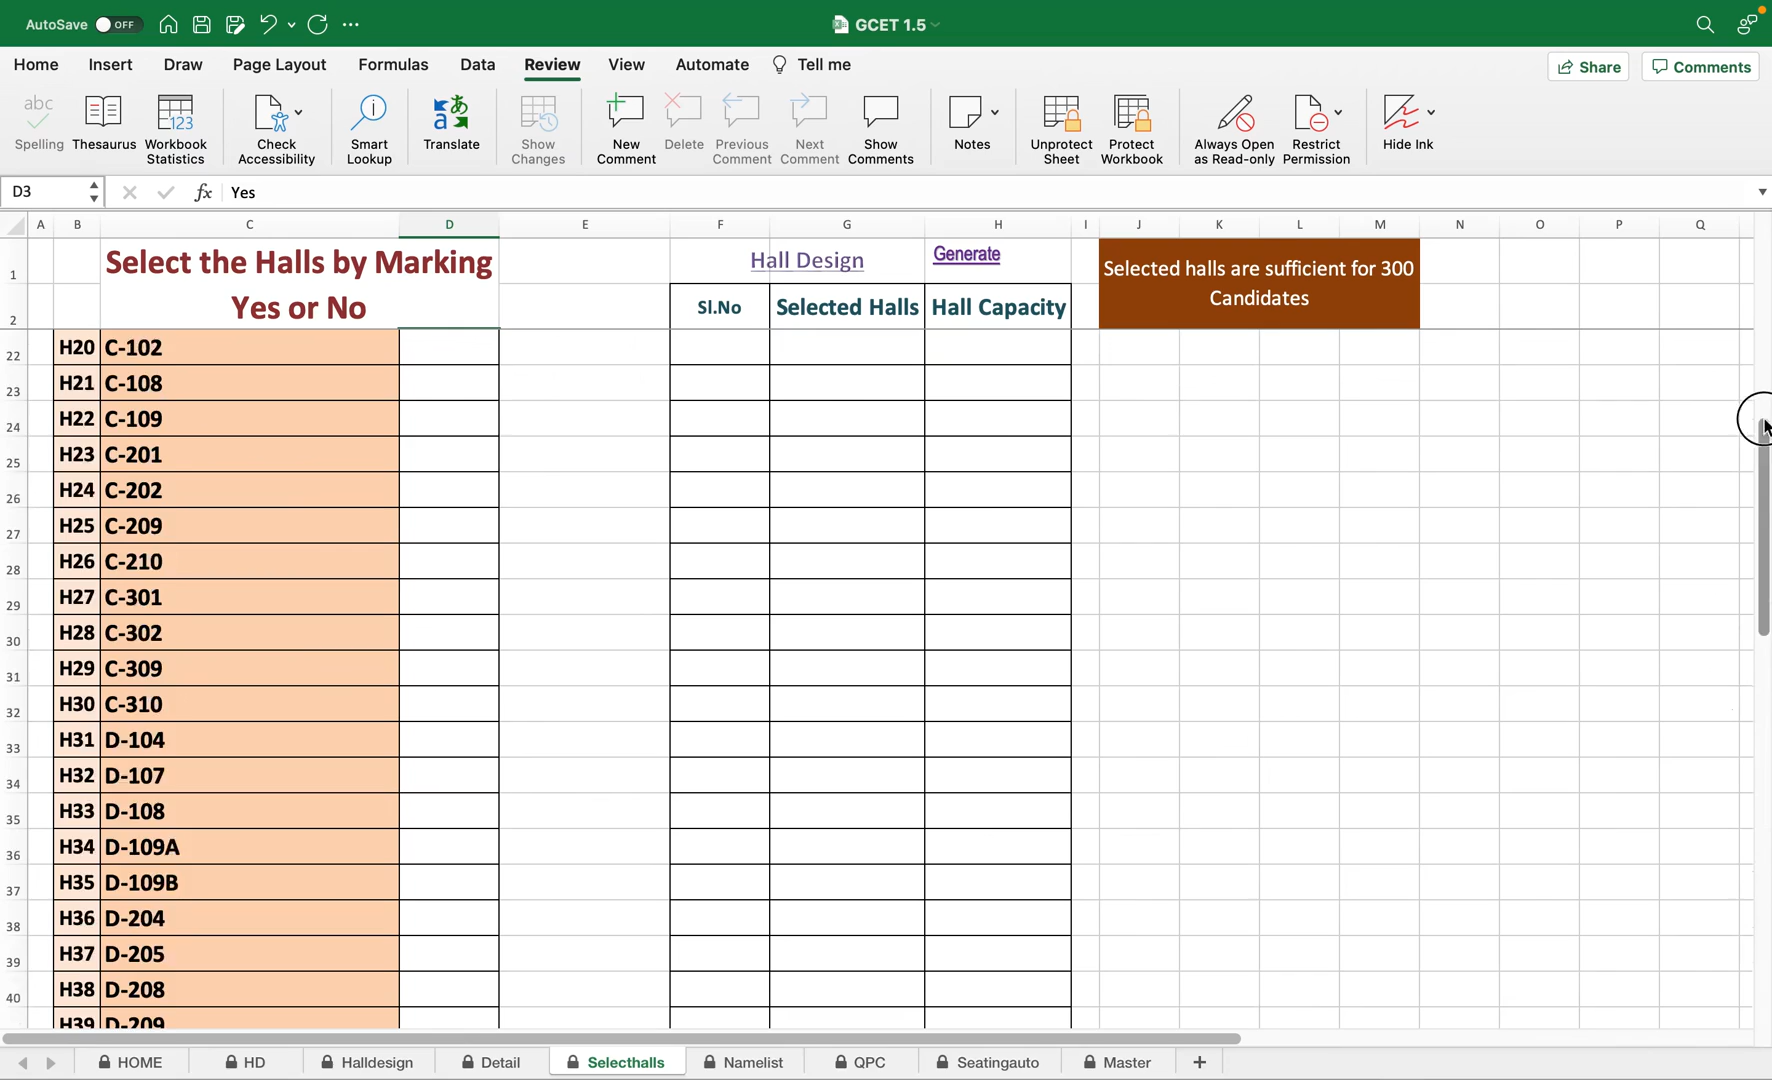 AutoSave OFF GCET 1.5
Home Insert Draw Page Layout Formulas Data Review View Automate Tell me Share Comments
abc 123 a あ
Spelling Thesaurus Workbook Statistics Check Accessibility Smart Lookup Translate Show Changes New Comment Delete Previous Comment Next Comment Show Comments Notes Unprotect Sheet Protect Workbook Always Open as Read-only Restrict Permission Hide Ink
D3 fx Yes
A B C D E F G H I J K L M N O P Q
1 Select the Halls by Marking Hall Design Generate Selected halls are sufficient for 300
2 Yes or No Sl.No Selected Halls Hall Capacity Candidates
22 H20 C-102
23 H21 C-108
24 H22 C-109
25 H23 C-201
26 H24 C-202
27 H25 C-209
28 H26 C-210
29 H27 C-301
30 H28 C-302
31 H29 C-309
32 H30 C-310
33 H31 D-104
34 H32 D-107
35 H33 D-108
36 H34 D-109A
37 H35 D-109B
38 H36 D-204
39 H37 D-205
40 H38 D-208
H39 D-209
HOME HD Halldesign Detail Selecthalls Namelist QPC Seatingauto Master